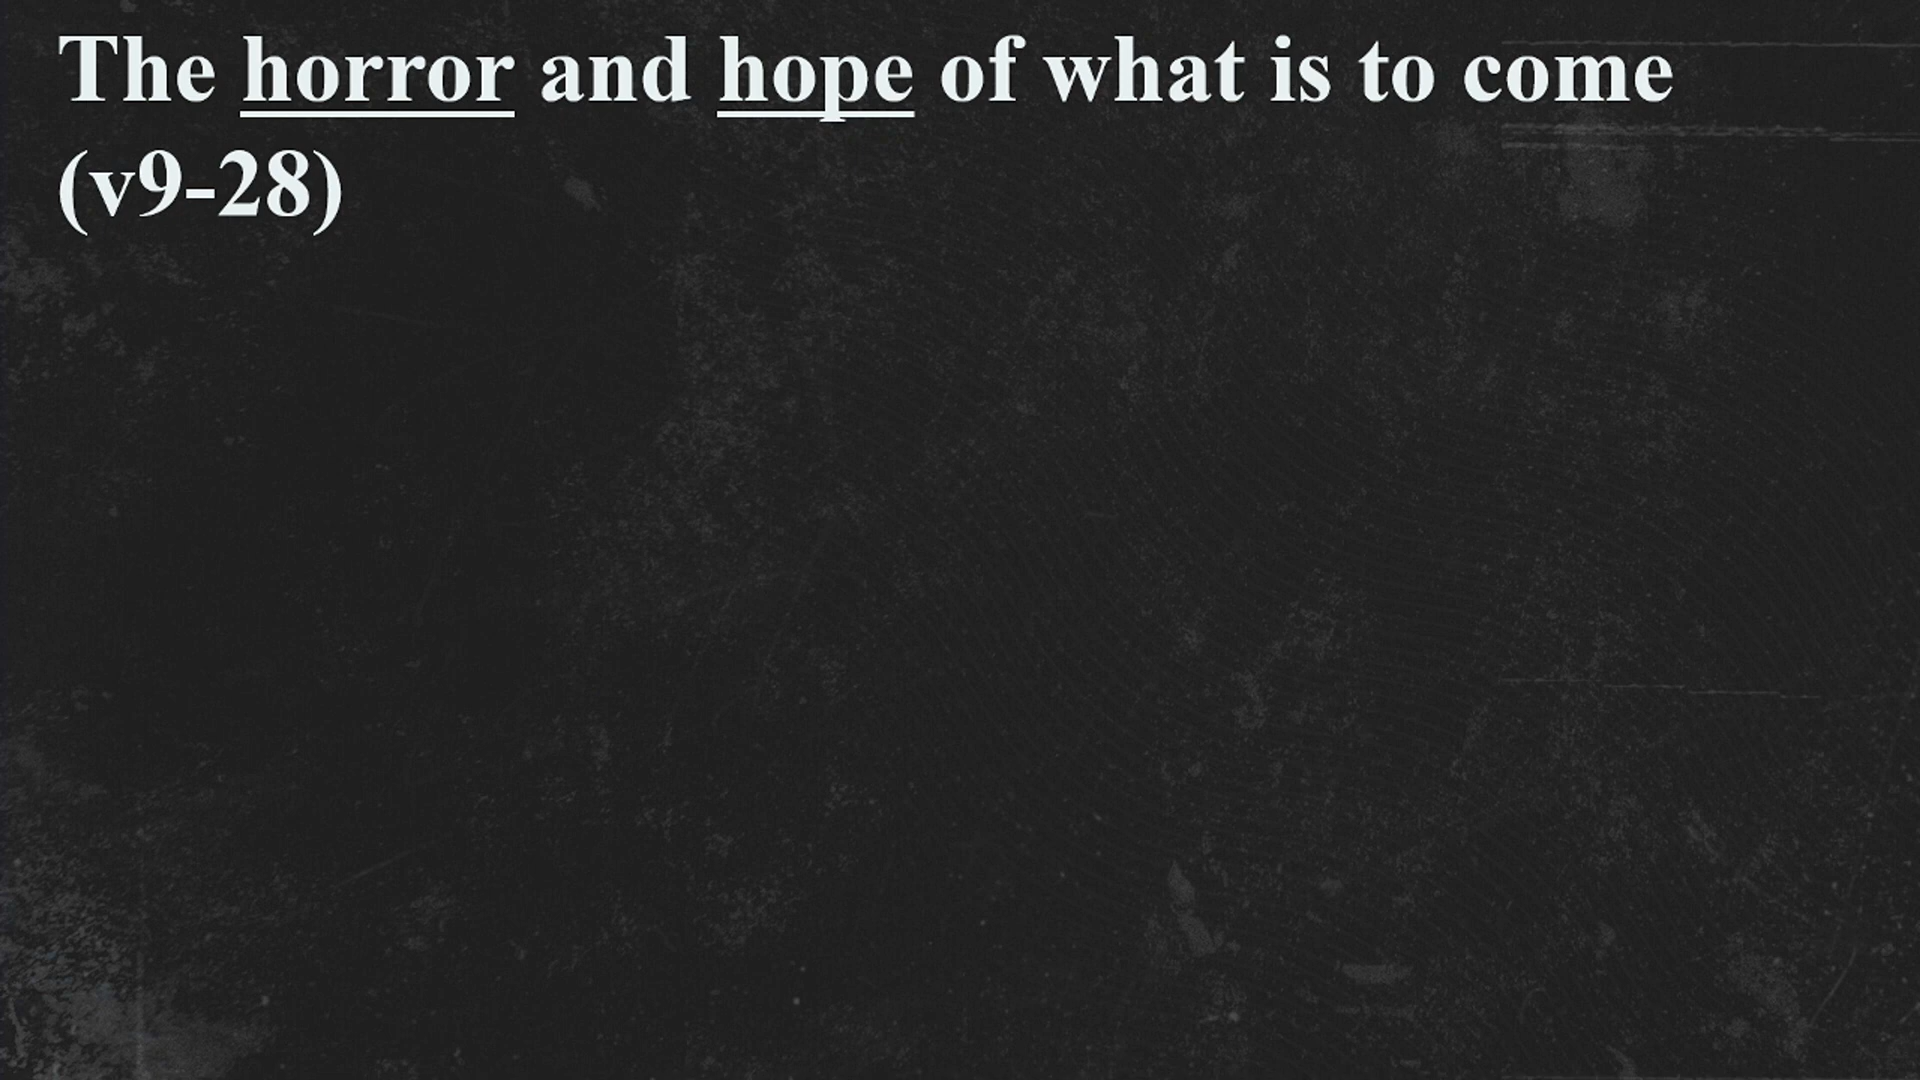 The horror and hope of what is to come
(v9-28)